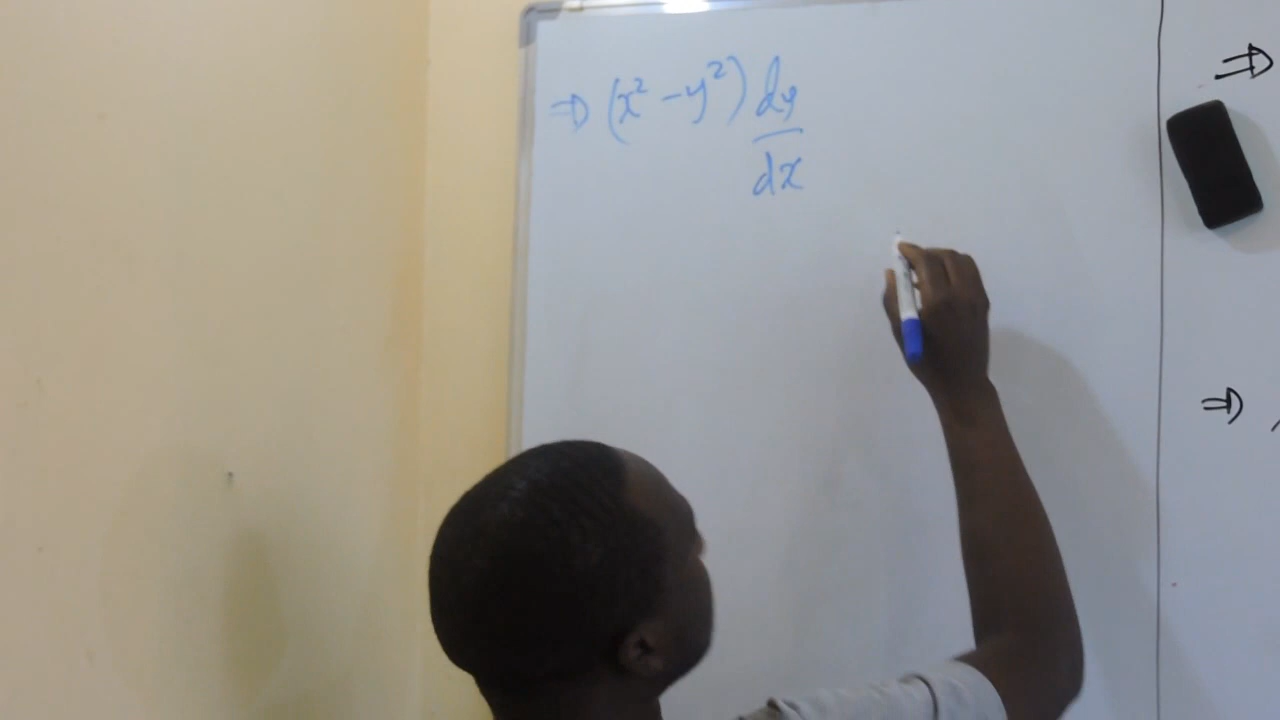 ⇒ (x² - y²) dy/dx
⇒
⇒